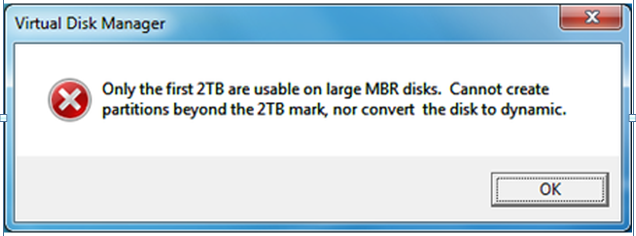 Virtual Disk Manager
Only the first 2TB are usable on large MBR disks.  Cannot create
partitions beyond the 2TB mark, nor convert  the disk to dynamic.
OK